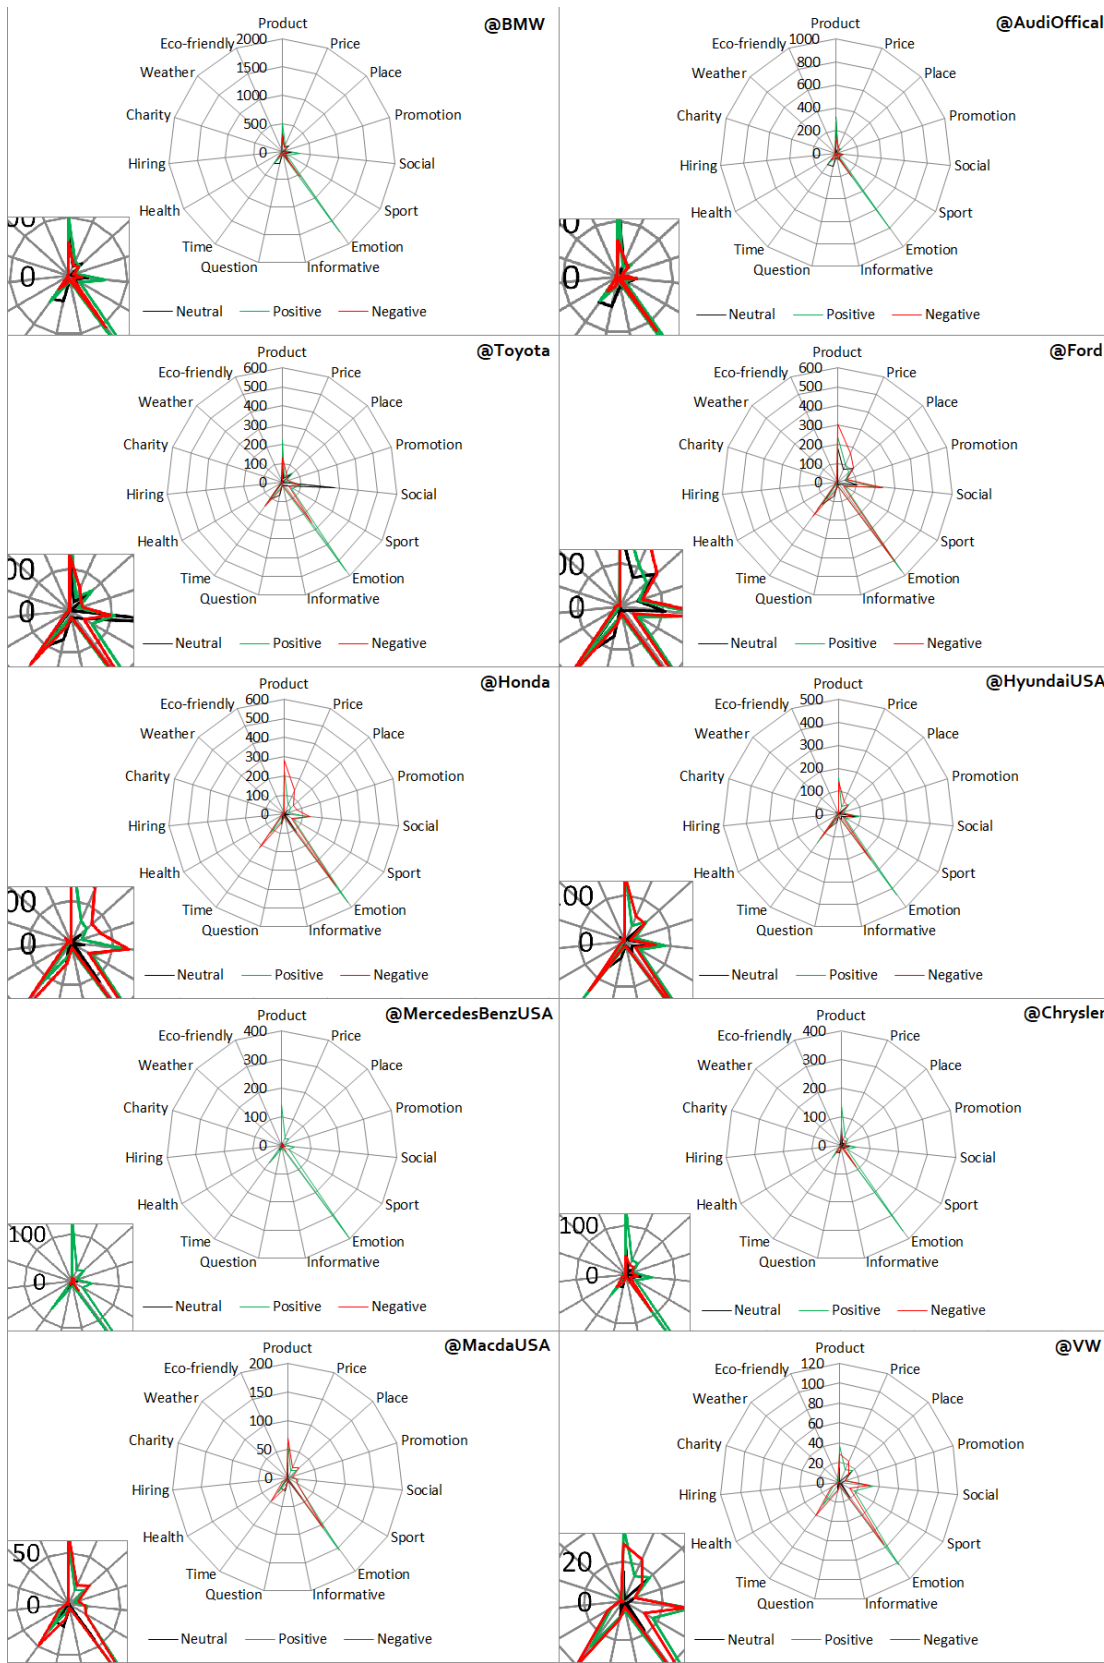 @BMW
Product
Price
Place
Promotion
Social
Sport
Emotion
Informative
Question
Time
Health
Hiring
Charity
Weather
Eco-friendly
2000
1500
1000
500
0
0
Neutral Positive Negative
@AudiOffical
Product
Price
Place
Promotion
Social
Sport
Emotion
Informative
Question
Time
Health
Hiring
Charity
Weather
Eco-friendly
1000
800
600
400
200
0
0
0
Neutral Positive Negative
@Toyota
Product
Price
Place
Promotion
Social
Sport
Emotion
Informative
Question
Time
Health
Hiring
Charity
Weather
Eco-friendly
600
500
400
300
200
100
0
00
0
Neutral Positive Negative
@Ford
Product
Price
Place
Promotion
Social
Sport
Emotion
Informative
Question
Time
Health
Hiring
Charity
Weather
Eco-friendly
600
500
400
300
200
100
0
00
0
Neutral Positive Negative
@Honda
Product
Price
Place
Promotion
Social
Sport
Emotion
Informative
Question
Time
Health
Hiring
Charity
Weather
Eco-friendly
600
500
400
300
200
100
0
00
0
Neutral Positive Negative
@HyundaiUSA
Product
Price
Place
Promotion
Social
Sport
Emotion
Informative
Question
Time
Health
Hiring
Charity
Weather
Eco-friendly
500
400
300
200
100
0
00
0
Neutral Positive Negative
@MercedesBenzUSA
Product
Price
Place
Promotion
Social
Sport
Emotion
Informative
Question
Time
Health
Hiring
Charity
Weather
Eco-friendly
400
300
200
100
0
100
0
Neutral Positive Negative
@Chrysler
Product
Price
Place
Promotion
Social
Sport
Emotion
Informative
Question
Time
Health
Hiring
Charity
Weather
Eco-friendly
400
300
200
100
0
100
0
Neutral Positive Negative
@MacdaUSA
Product
Price
Place
Promotion
Social
Sport
Emotion
Informative
Question
Time
Health
Hiring
Charity
Weather
Eco-friendly
200
150
100
50
0
50
0
Neutral Positive Negative
@VW
Product
Price
Place
Promotion
Social
Sport
Emotion
Informative
Question
Time
Health
Hiring
Charity
Weather
Eco-friendly
120
100
80
60
40
20
0
20
0
Neutral Positive Negative